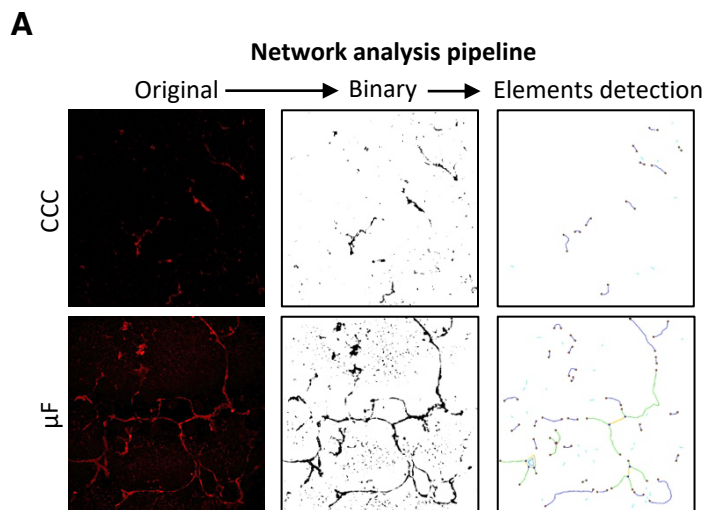 A
Network analysis pipeline
Original Binary Elements detection
CCC
μF